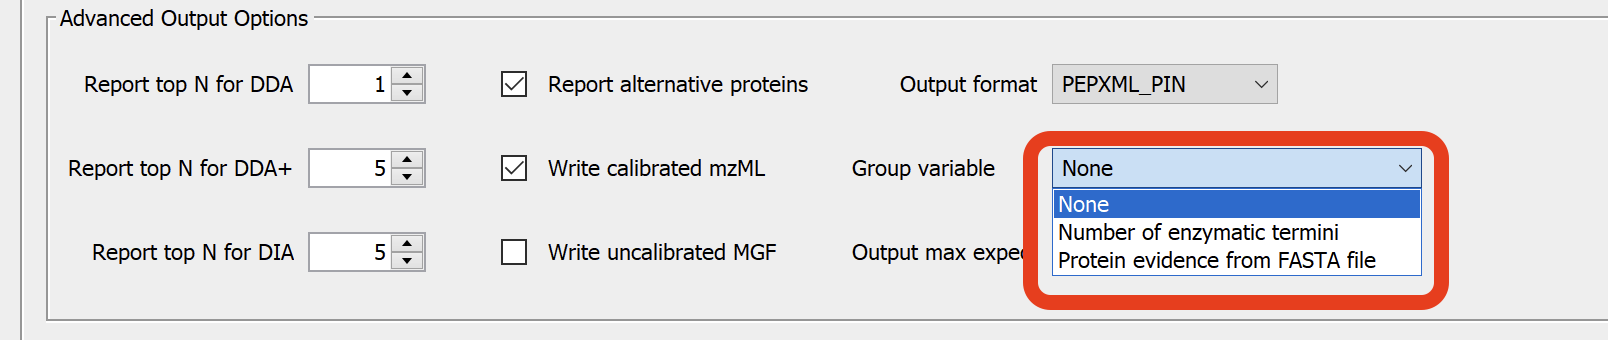 Advanced Output Options
Report top N for DDA 1 Report alternative proteins Output format PEPXML_PIN
Report top N for DDA+ 5 Write calibrated mzML Group variable None
None
Number of enzymatic termini
Report top N for DIA 5 Write uncalibrated MGF Output max
Protein evidence from FASTA file